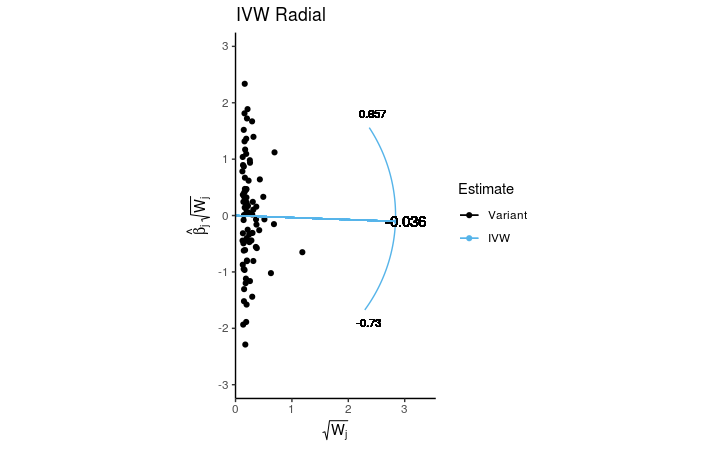 IVW Radial
3
2
1
0
-1
-2
-3
β̂ⱼ√Wⱼ
0.657
-0.036
-0.73
0
1
2
3
√Wⱼ
Estimate
Variant
IVW